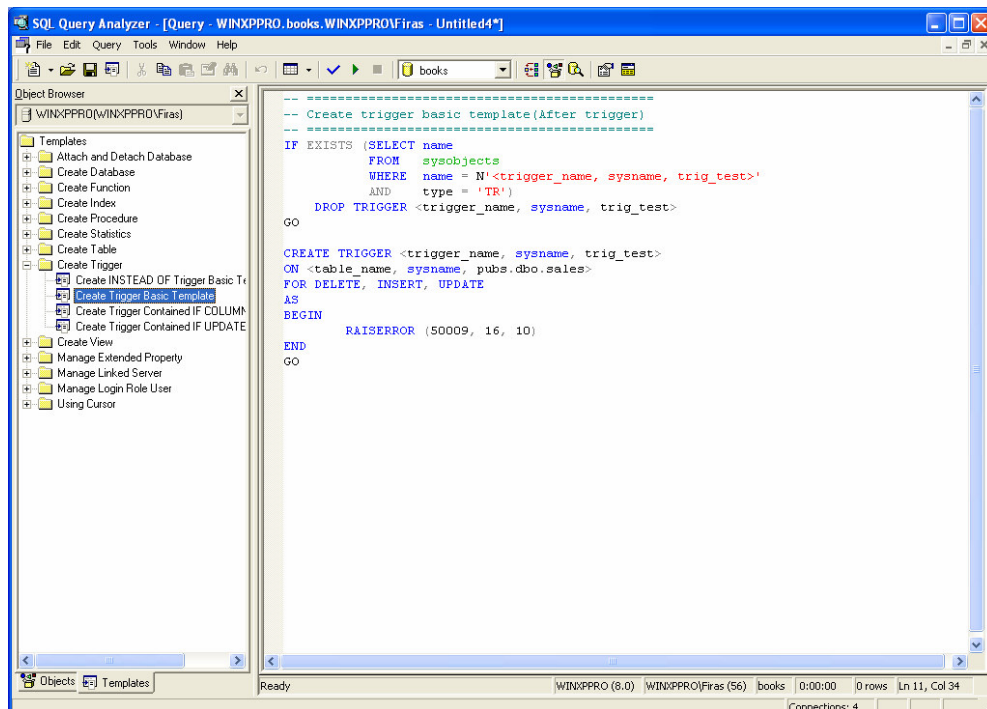 SQL Query Analyzer - [Query - WINXPPRO.books.WINXPPRO\Firas - Untitled4*]
File Edit Query Tools Window Help
books
Object Browser
WINXPPRO(WINXPPRO\Firas)
Templates
Attach and Detach Database
Create Database
Create Function
Create Index
Create Procedure
Create Statistics
Create Table
Create Trigger
Create INSTEAD OF Trigger Basic Te
Create Trigger Basic Template
Create Trigger Contained IF COLUMN
Create Trigger Contained IF UPDATE
Create View
Manage Extended Property
Manage Linked Server
Manage Login Role User
Using Cursor
Objects Templates
-- =============================================
-- Create trigger basic template(After trigger)
-- =============================================
IF EXISTS (SELECT name
FROM sysobjects
WHERE name = N'<trigger_name, sysname, trig_test>'
AND type = 'TR')
DROP TRIGGER <trigger_name, sysname, trig_test>
GO
CREATE TRIGGER <trigger_name, sysname, trig_test>
ON <table_name, sysname, pubs.dbo.sales>
FOR DELETE, INSERT, UPDATE
AS
BEGIN
RAISERROR (50009, 16, 10)
END
GO
Ready WINXPPRO (8.0) WINXPPRO\Firas (56) books 0:00:00 0 rows Ln 11, Col 34
Connections: 4